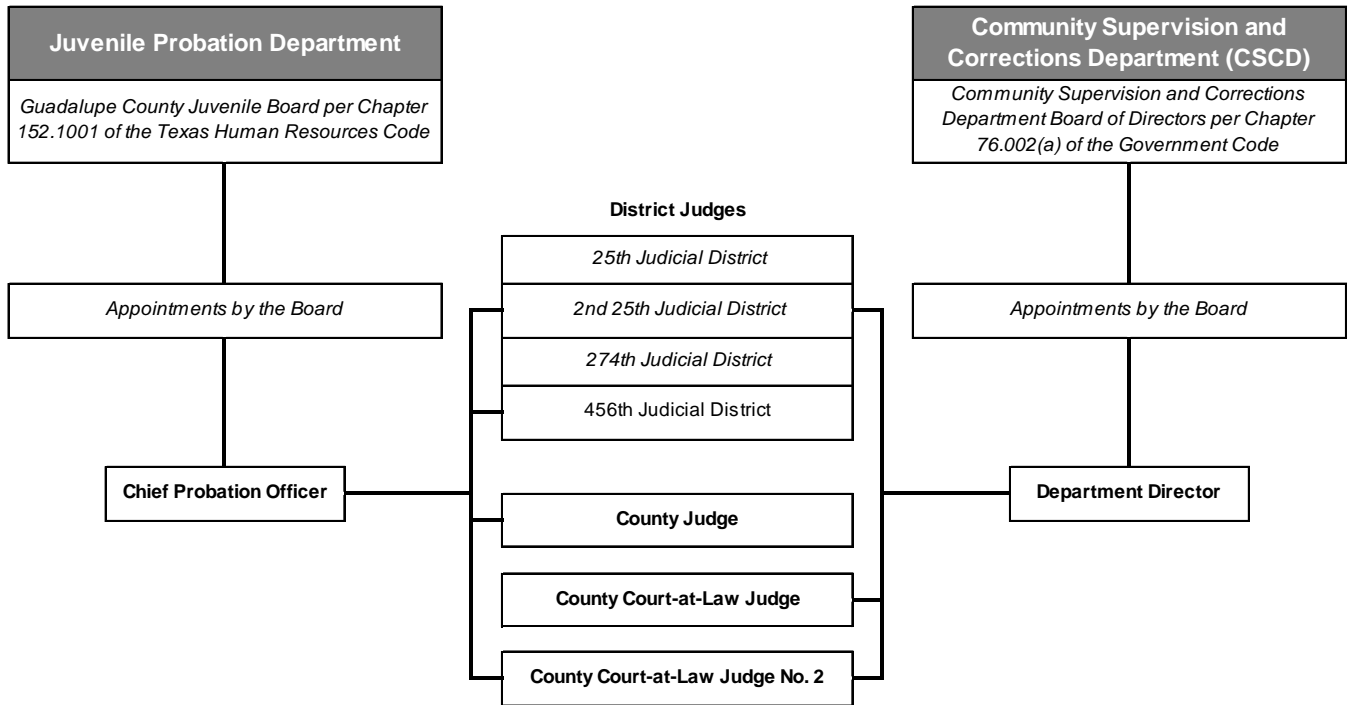 Juvenile Probation Department
Guadalupe County Juvenile Board per Chapter
152.1001 of the Texas Human Resources Code
Community Supervision and
Corrections Department (CSCD)
Community Supervision and Corrections
Department Board of Directors per Chapter
76.002(a) of the Government Code
District Judges
25th Judicial District
Appointments by the Board
2nd 25th Judicial District
Appointments by the Board
274th Judicial District
456th Judicial District
Chief Probation Officer
Department Director
County Judge
County Court-at-Law Judge
County Court-at-Law Judge No. 2